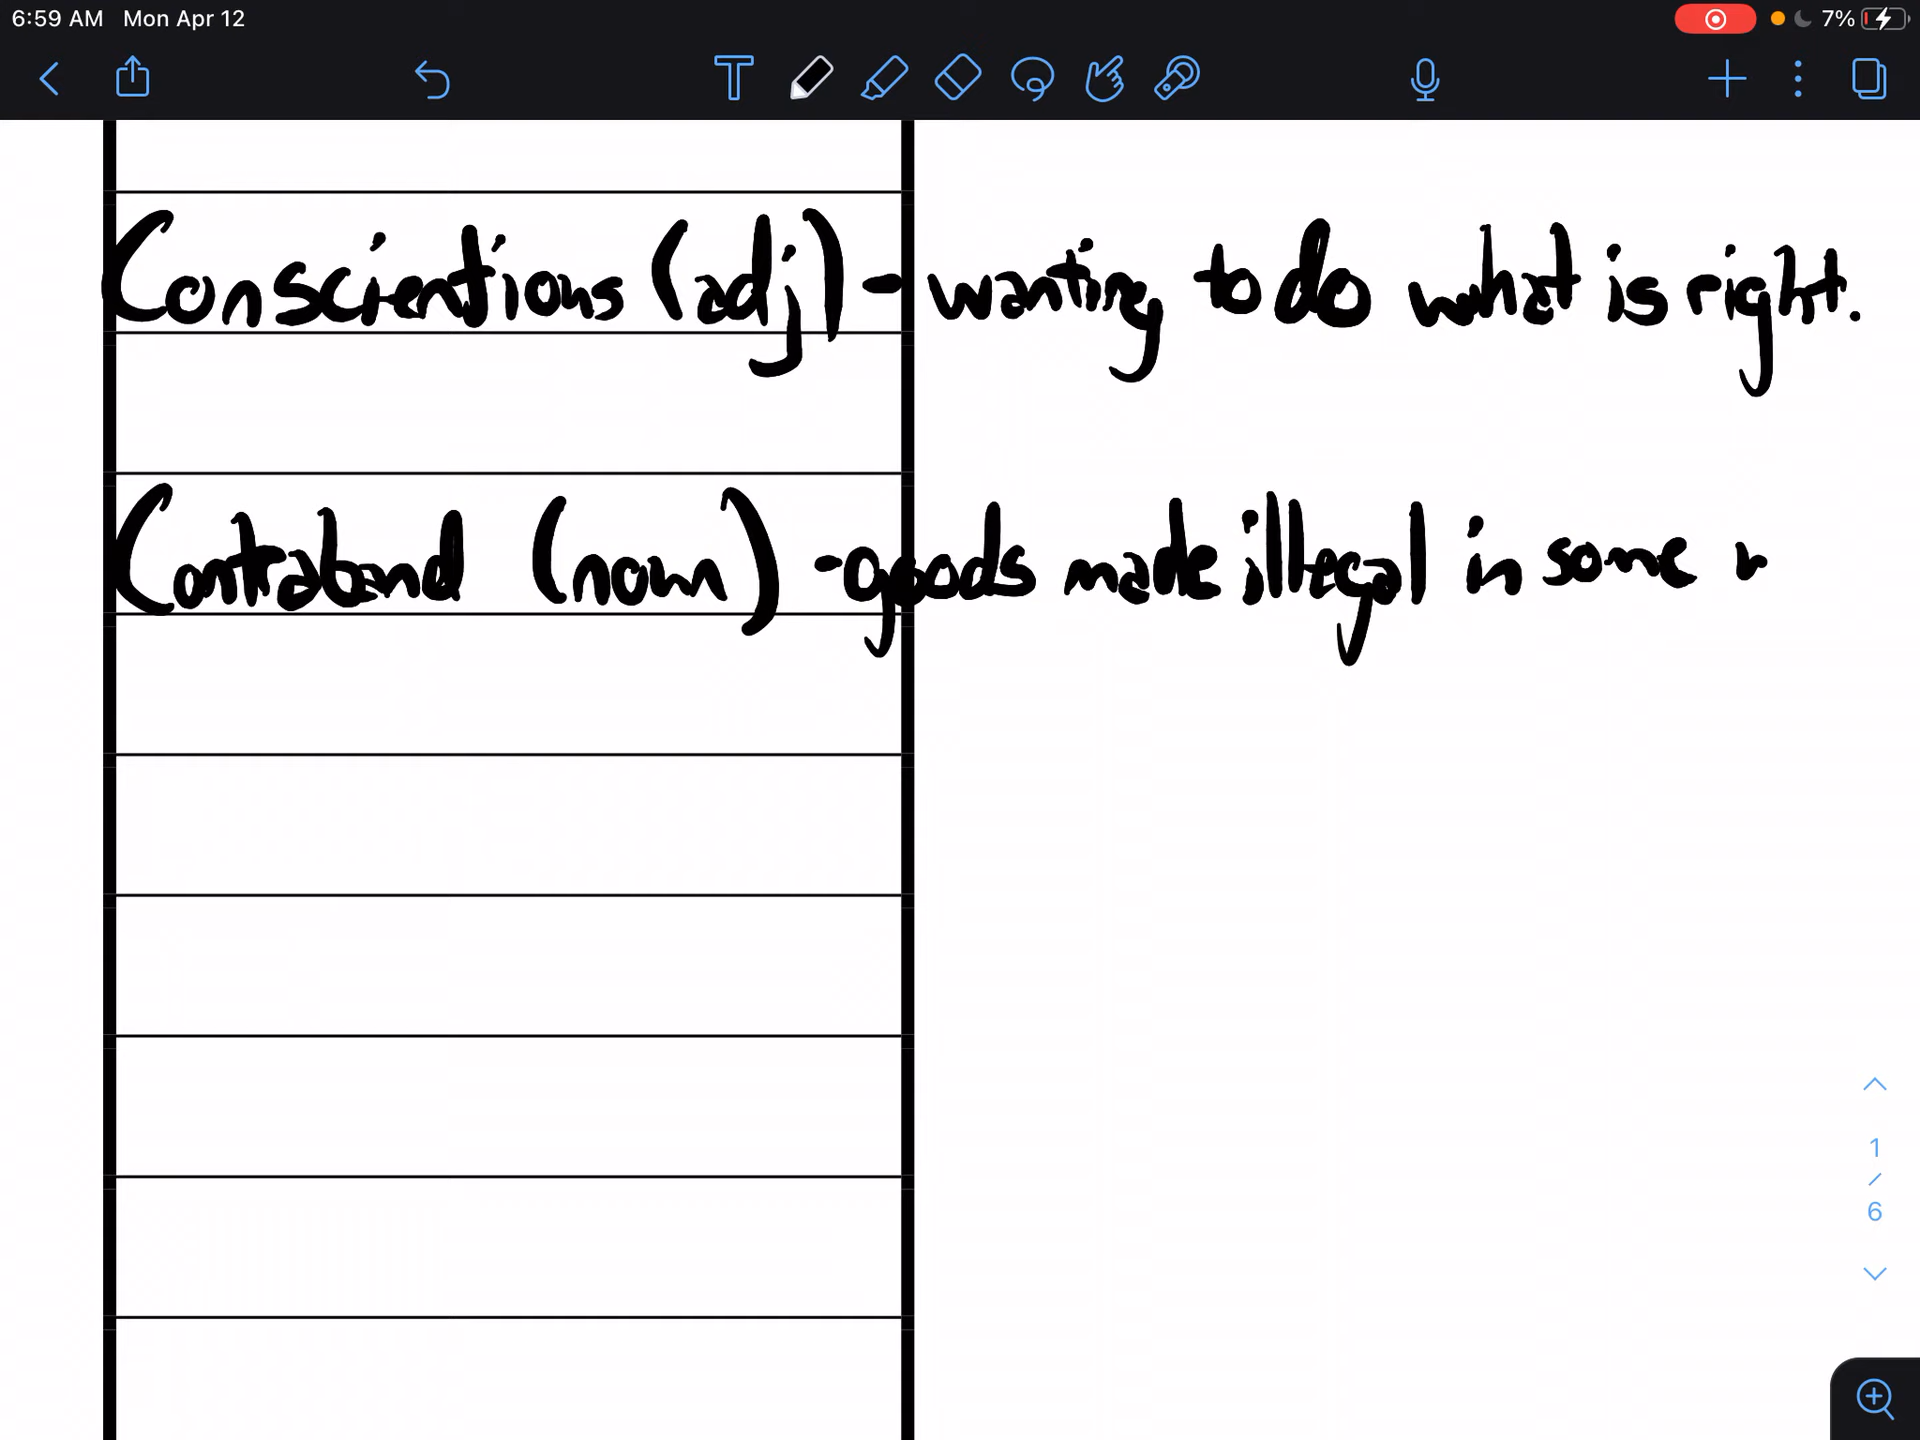 6:59 AM Mon Apr 12 7%
Conscientious (adj) - wanting to do what is right.
Contraband (noun) - goods made illegal in some
1
/
6